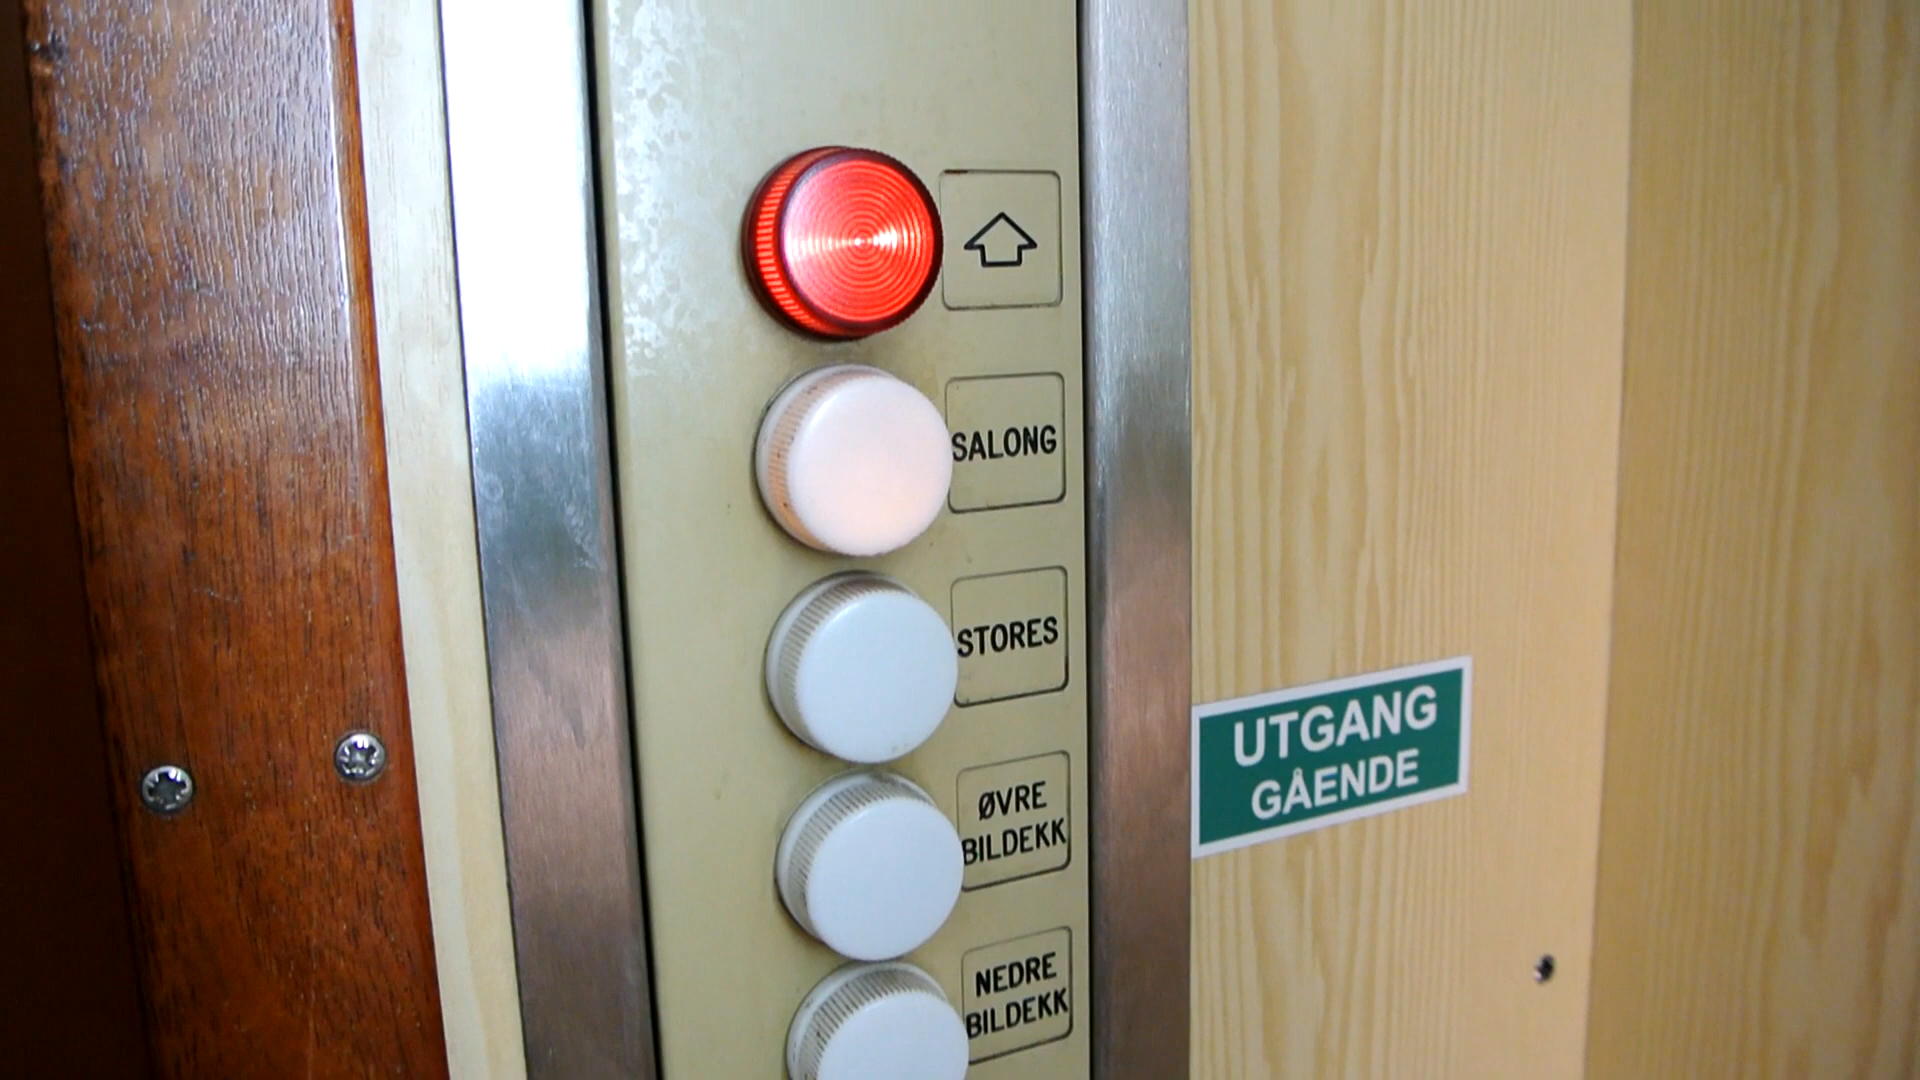 SALONG
STORES
ØVRE
BILDEKK
NEDRE
BILDEKK
UTGANG
GÅENDE